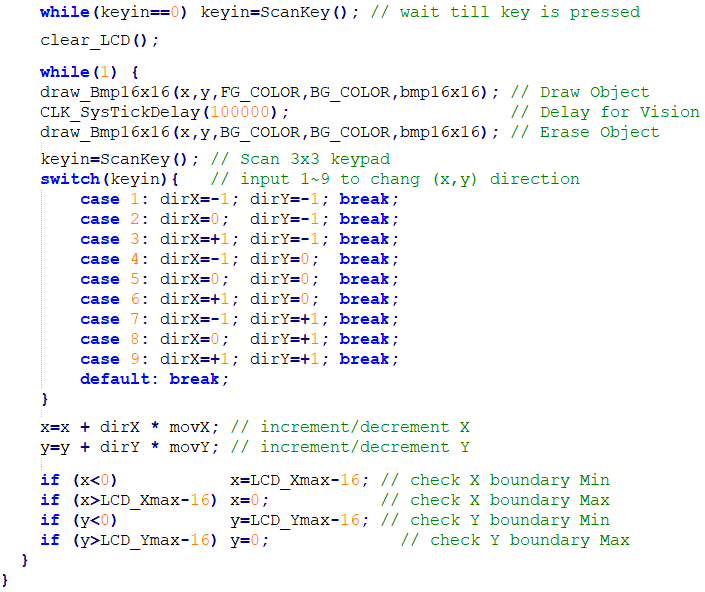 while(keyin==0) keyin=ScanKey(); // wait till key is pressed
clear_LCD();
while(1) {
draw_Bmp16x16(x,y,FG_COLOR,BG_COLOR,bmp16x16); // Draw Object
CLK_SysTickDelay(100000); // Delay for Vision
draw_Bmp16x16(x,y,BG_COLOR,BG_COLOR,bmp16x16); // Erase Object
keyin=ScanKey(); // Scan 3x3 keypad
switch(keyin){ // input 1~9 to chang (x,y) direction
case 1: dirX=-1; dirY=-1; break;
case 2: dirX=0; dirY=-1; break;
case 3: dirX=+1; dirY=-1; break;
case 4: dirX=-1; dirY=0; break;
case 5: dirX=0; dirY=0; break;
case 6: dirX=+1; dirY=0; break;
case 7: dirX=-1; dirY=+1; break;
case 8: dirX=0; dirY=+1; break;
case 9: dirX=+1; dirY=+1; break;
default: break;
}
x=x + dirX * movX; // increment/decrement X
y=y + dirY * movY; // increment/decrement Y
if (x<0) x=LCD_Xmax-16; // check X boundary Min
if (x>LCD_Xmax-16) x=0; // check X boundary Max
if (y<0) y=LCD_Ymax-16; // check Y boundary Min
if (y>LCD_Ymax-16) y=0; // check Y boundary Max
}
}